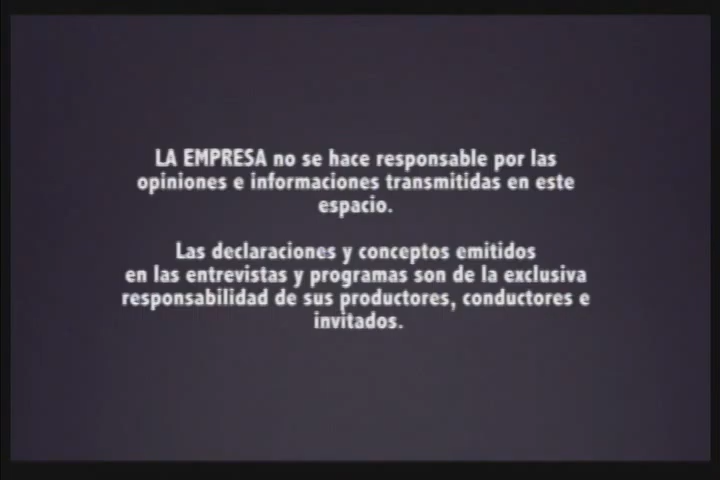 LA EMPRESA no se hace responsable por las
opiniones e informaciones transmitidas en este
espacio.
Las declaraciones y conceptos emitidos
en las entrevistas y programas son de la exclusiva
responsabilidad de sus productores, conductores e
invitados.